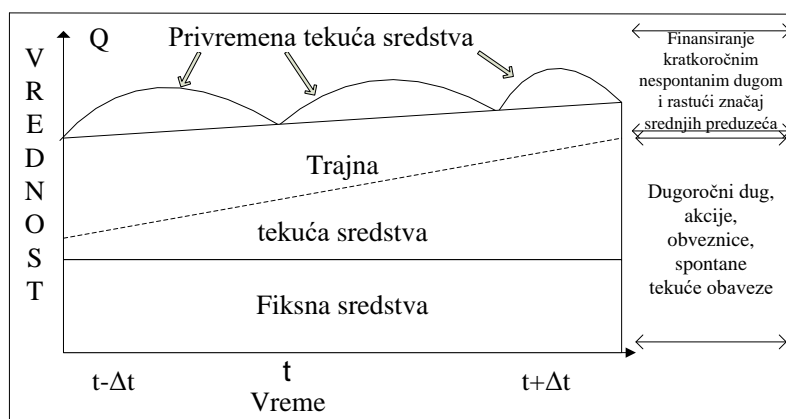 VREDNOST
Q
Privremena tekuća sredstva
Finansiranje
kratkoročnim
nespontanim dugom
i rastući značaj
srednjih preduzeća
Trajna
tekuća sredstva
Fiksna sredstva
Dugoročni dug,
akcije,
obveznice,
spontane
tekuće obaveze
t-Δt
t
t+Δt
Vreme